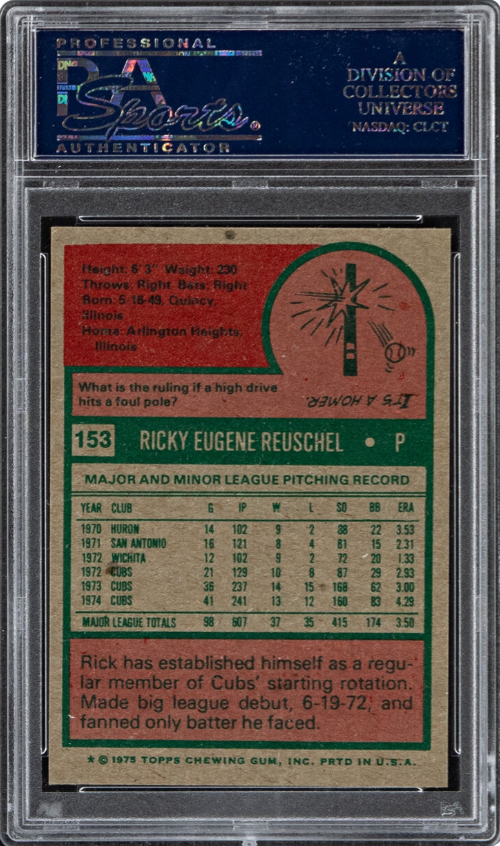 PROFESSIONAL
PSA
Sports®
AUTHENTICATOR
A
DIVISION OF
COLLECTORS
UNIVERSE
NASDAQ: CLCT
Height: 6'3" Weight: 230
Throws: Right Bats: Right
Born: 5-16-49, Quincy,
Illinois
Home: Arlington Heights,
Illinois
What is the ruling if a high drive
hits a foul pole?
IT'S A HOMER.
153 RICKY EUGENE REUSCHEL • P
MAJOR AND MINOR LEAGUE PITCHING RECORD
YEAR CLUB G IP W L SO BB ERA
1970 HURON 14 102 9 2 88 22 3.53
1971 SAN ANTONIO 16 121 8 4 81 15 2.31
1972 WICHITA 12 102 9 2 72 20 1.33
1972 CUBS 21 129 10 8 87 29 2.93
1973 CUBS 36 237 14 15 168 62 3.00
1974 CUBS 41 241 13 12 160 83 4.29
MAJOR LEAGUE TOTALS 98 607 37 35 415 174 3.50
Rick has established himself as a regu-
lar member of Cubs' starting rotation.
Made big league debut, 6-19-72, and
fanned only batter he faced.
* © 1975 TOPPS CHEWING GUM, INC. PRTD IN U.S.A.